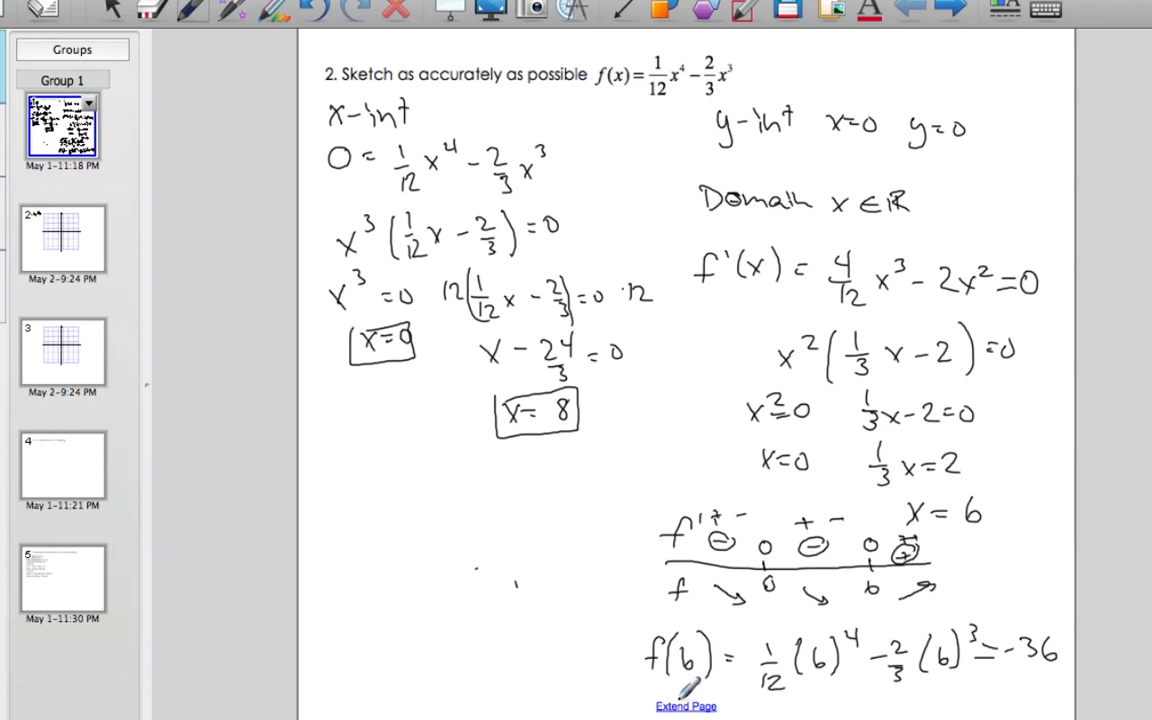 Groups
Group 1
May 1-11:18 PM
2
May 2-9:24 PM
3
May 2-9:24 PM
4
May 1-11:21 PM
5
May 1-11:30 PM
2. Sketch as accurately as possible f(x)=1/12 x⁴ − 2/3 x³
x-int
0 = 1/12 x⁴ − 2/3 x³
x³(1/12 x − 2/3) = 0
x³ = 0 12(1/12 x − 2/3) = 0 · 12
x=0 x − 24/3 = 0
x = 8
y-int x=0 y=0
Domain x ∈ ℝ
f'(x) = 4/12 x³ − 2x² = 0
x²(1/3 x − 2) = 0
x² = 0 1/3 x − 2 = 0
x=0 1/3 x = 2
x = 6
f' + − + − + +
− 0 − 0 +
f ↘ 0 ↘ 6 ↗
f(6) = 1/12 (6)⁴ − 2/3 (6)³ = −36
Extend Page